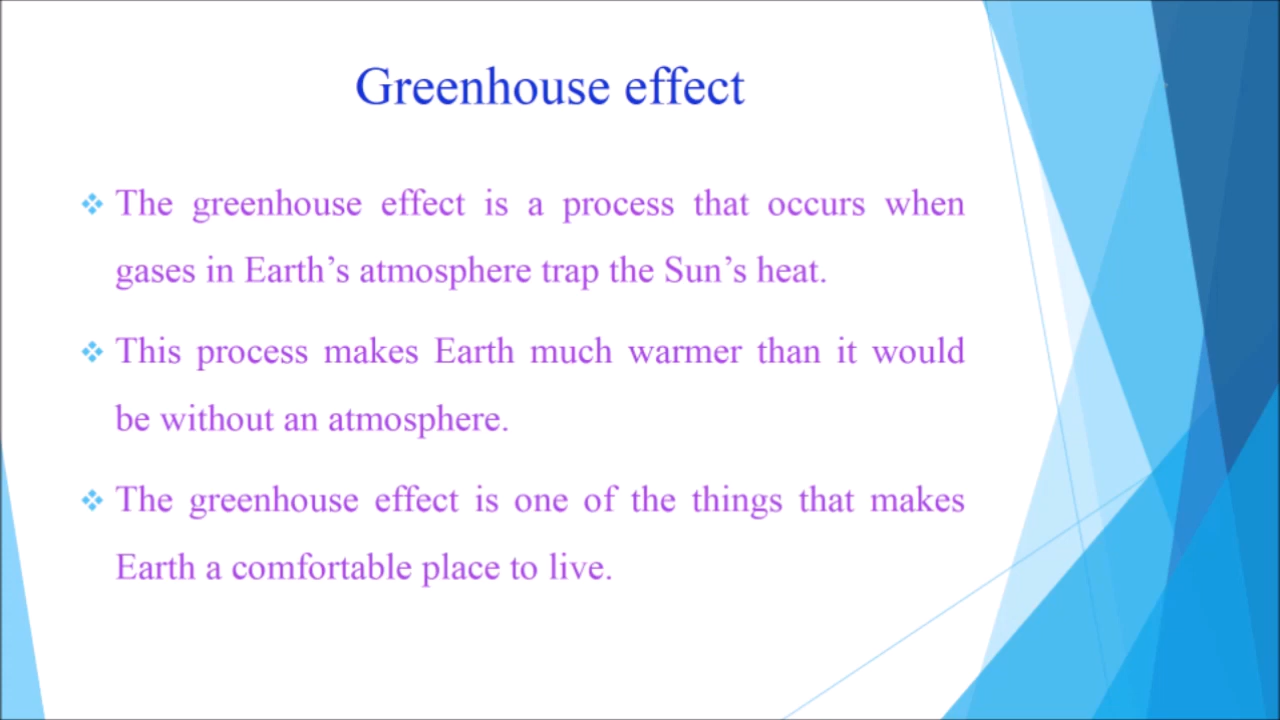 Greenhouse effect
The greenhouse effect is a process that occurs when
gases in Earth’s atmosphere trap the Sun’s heat.
This process makes Earth much warmer than it would
be without an atmosphere.
The greenhouse effect is one of the things that makes
Earth a comfortable place to live.